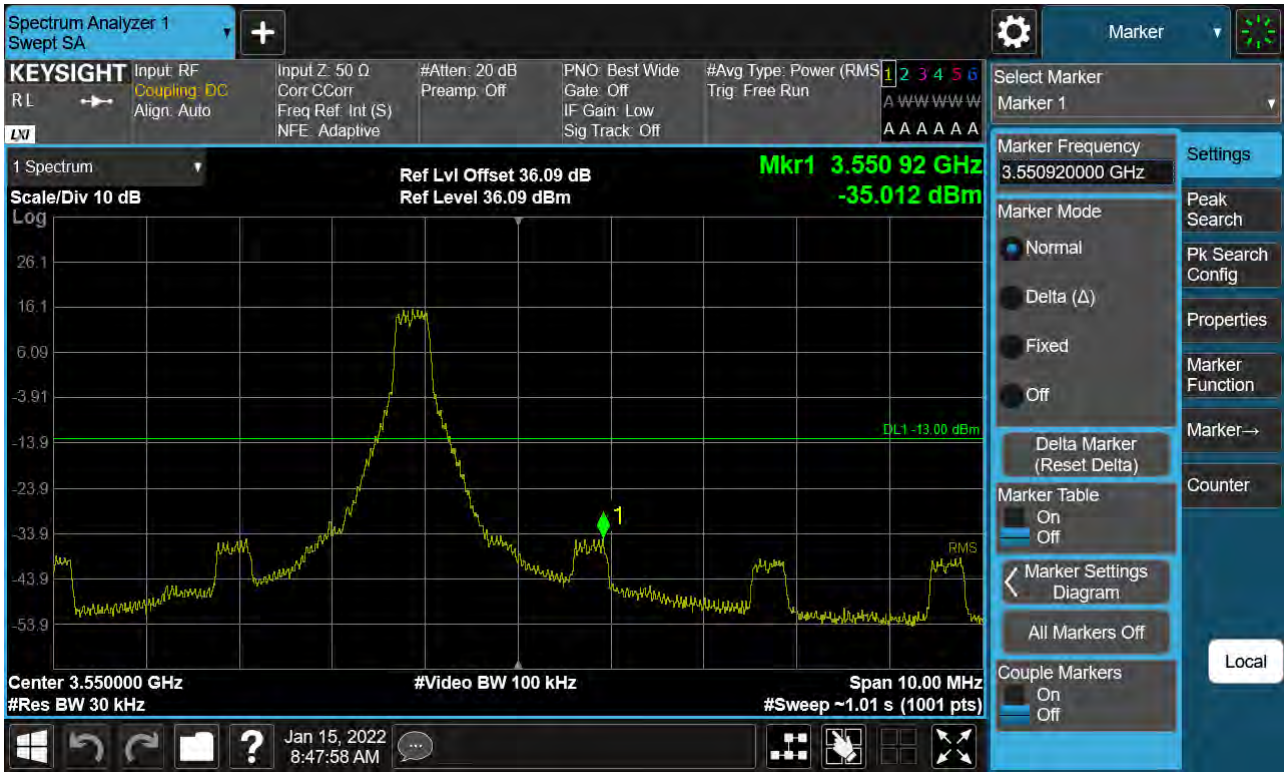 Spectrum Analyzer 1
Swept SA
+
Marker
KEYSIGHT
RL
LXI
Input: RF
Coupling: DC
Align: Auto
Input Z: 50 Ω
Corr CCorr
Freq Ref: Int (S)
NFE: Adaptive
#Atten: 20 dB
Preamp: Off
PNO: Best Wide
Gate: Off
IF Gain: Low
Sig Track: Off
#Avg Type: Power (RMS
Trig: Free Run
1 2 3 4 5 6
A W W W W W
A A A A A A
Select Marker
Marker 1
1 Spectrum
Scale/Div 10 dB
Log
Ref Lvl Offset 36.09 dB
Ref Level 36.09 dBm
Mkr1 3.550 92 GHz
-35.012 dBm
26.1
16.1
6.09
-3.91
-13.9
-23.9
-33.9
-43.9
-53.9
DL1 -13.00 dBm
1
RMS
Center 3.550000 GHz
#Res BW 30 kHz
#Video BW 100 kHz
Span 10.00 MHz
#Sweep ~1.01 s (1001 pts)
Marker Frequency
3.550920000 GHz
Marker Mode
Normal
Delta (Δ)
Fixed
Off
Delta Marker
(Reset Delta)
Marker Table
On
Off
Marker Settings
Diagram
All Markers Off
Couple Markers
On
Off
Settings
Peak
Search
Pk Search
Config
Properties
Marker
Function
Marker→
Counter
Local
?
Jan 15, 2022
8:47:58 AM